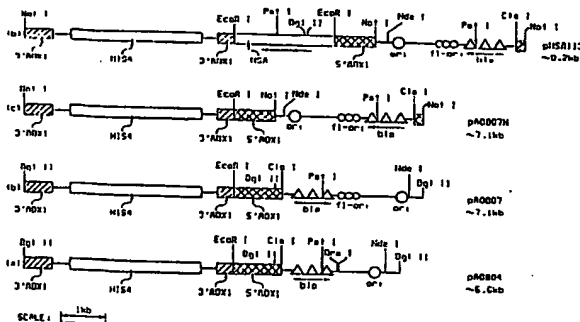 Pst I EcoR I
Not I EcoR I Bgl II Not I Nde I Pst I Cla I Not I
HIS4 HSA ori f1-ori bla pHSA113
3'AOX1 3'AOX1 5'AOX1
EcoR I Not I Nde I Pst I Cla I Not I
(c) HIS4 ori f1-ori bla pAO807N
3'AOX1 3'AOX1 5'AOX1 ~7.1kb
Bgl II EcoR I Bgl II Cla I Pst I Nde I Bgl II
(b) HIS4 bla f1-ori ori pAO807
3'AOX1 3'AOX1 5'AOX1 ~7.1kb
Bgl II EcoR I Bgl II Cla I Pst I Dra I Nde I Bgl II
(a) HIS4 bla ori pAO804
3'AOX1 3'AOX1 5'AOX1
SCALE: 1kb